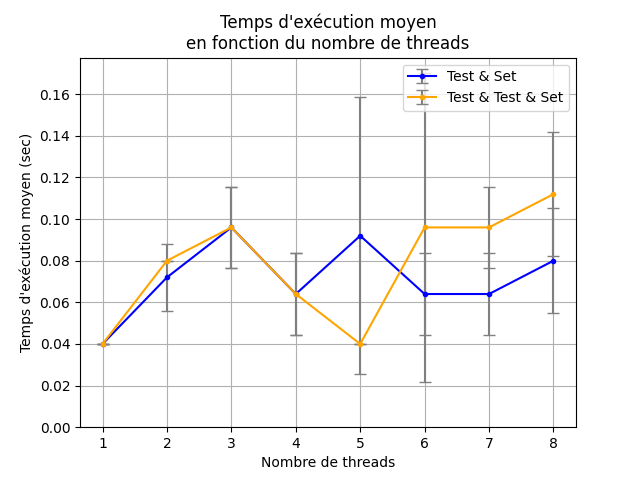 Temps d'exécution moyen
en fonction du nombre de threads
Test & Set
Test & Test & Set
Temps d'exécution moyen (sec)
0.16
0.14
0.12
0.10
0.08
0.06
0.04
0.02
0.00
1 2 3 4 5 6 7 8
Nombre de threads